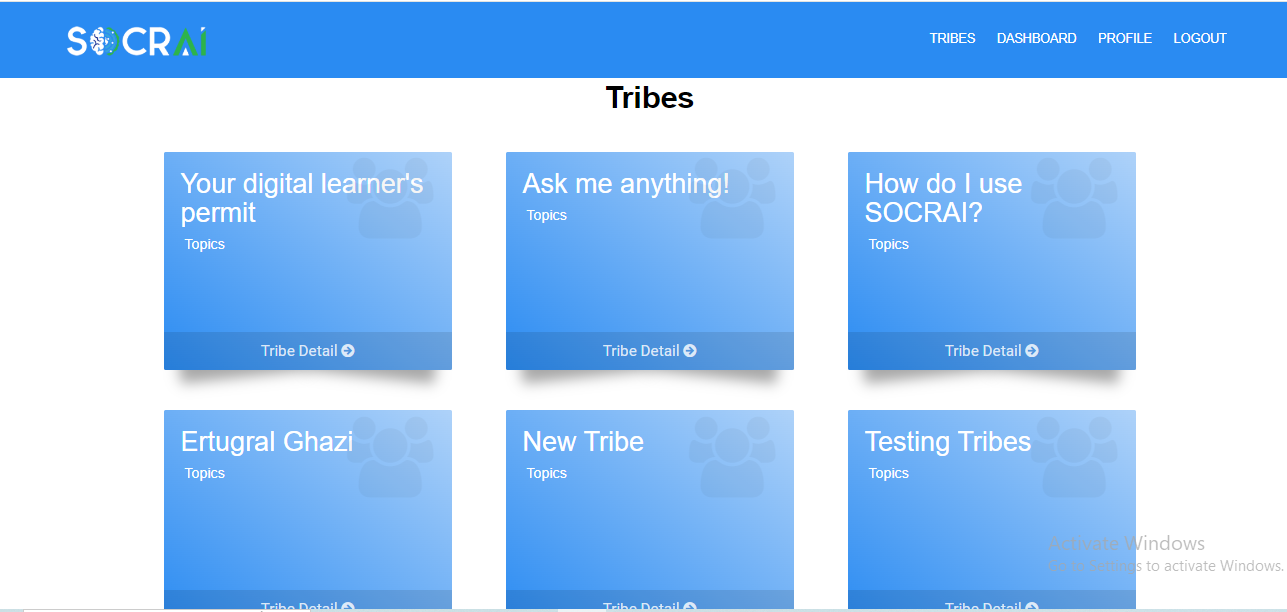 SOCRAI
TRIBES DASHBOARD PROFILE LOGOUT
Tribes
Your digital learner's
permit
Topics
Tribe Detail
Ask me anything!
Topics
Tribe Detail
How do I use
SOCRAI?
Topics
Tribe Detail
Ertugral Ghazi
Topics
Tribe Detail
New Tribe
Topics
Tribe Detail
Testing Tribes
Topics
Tribe Detail
Activate Windows
Go to Settings to activate Windows.